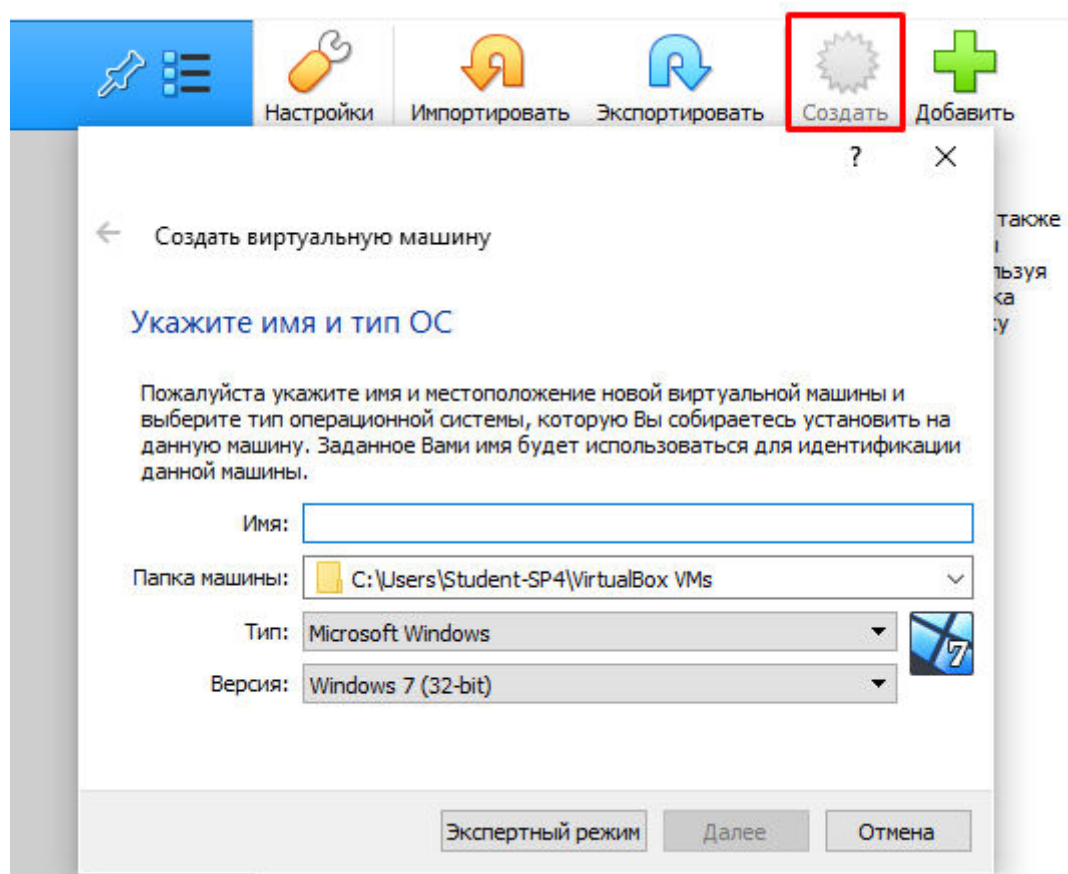 Настройки Импортировать Экспортировать Создать Добавить
?
Создать виртуальную машину
также
Укажите имя и тип ОС
Пожалуйста укажите имя и местоположение новой виртуальной машины и
выберите тип операционной системы, которую Вы собираетесь установить на
данную машину. Заданное Вами имя будет использоваться для идентификации
данной машины.
Имя:
Папка машины: C:\Users\Student-SP4\VirtualBox VMs
Тип: Microsoft Windows
7
Версия: Windows 7 (32-bit)
Экспертный режим Далее Отмена